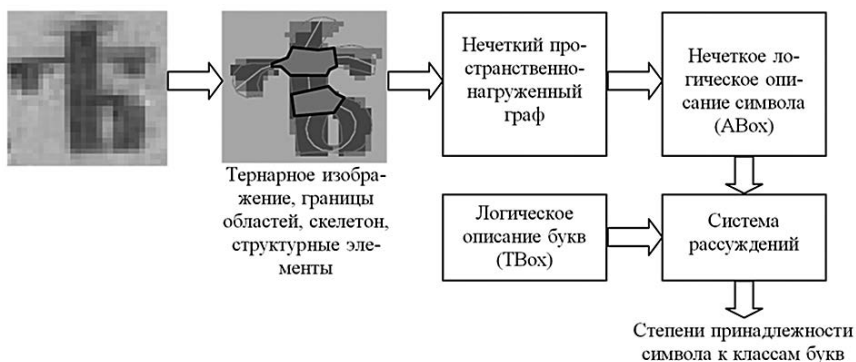 Нечеткий про-
странственно-
нагруженный
граф
Нечеткое ло-
гическое опи-
сание символа
(ABox)
Тернарное изобра-
жение, границы
областей, скелетон,
структурные эле-
менты
Логическое
описание букв
(TBox)
Система
рассуждений
Степени принадлежности
символа к классам букв